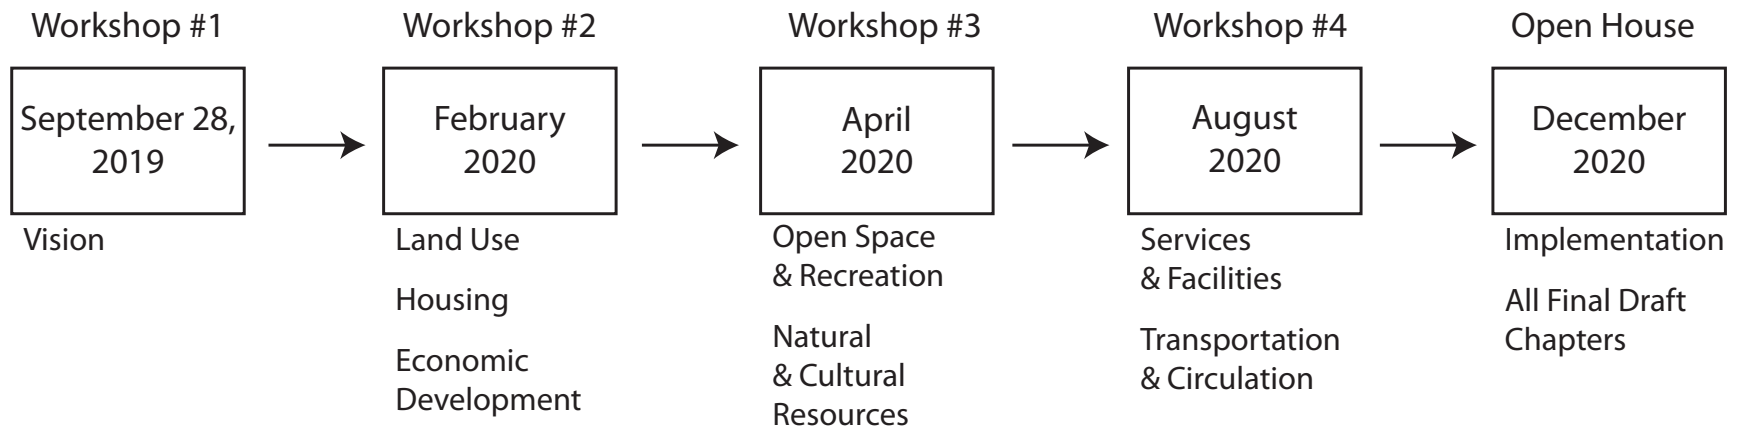 Workshop #1
September 28,
2019
Vision
Workshop #2
February
2020
Land Use
Housing
Economic
Development
Workshop #3
April
2020
Open Space
& Recreation
Natural
& Cultural
Resources
Workshop #4
August
2020
Services
& Facilities
Transportation
& Circulation
Open House
December
2020
Implementation
All Final Draft
Chapters